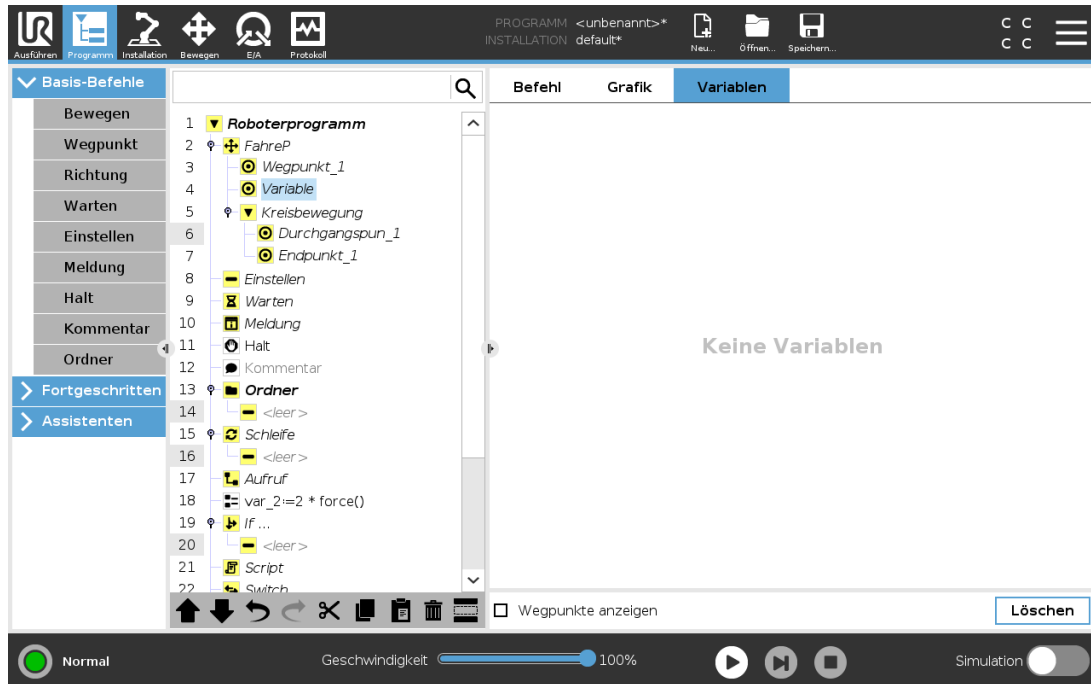 PROGRAMM <unbenannt>*
INSTALLATION default*
Ausführen Programm Installation Bewegen E/A Protokoll
Neu... Öffnen... Speichern...
C C
C C
Basis-Befehle
Bewegen
Wegpunkt
Richtung
Warten
Einstellen
Meldung
Halt
Kommentar
Ordner
Fortgeschritten
Assistenten
1 Roboterprogramm
2 FahreP
3 Wegpunkt_1
4 Variable
5 Kreisbewegung
6 Durchgangspun_1
7 Endpunkt_1
8 Einstellen
9 Warten
10 Meldung
11 Halt
12 Kommentar
13 Ordner
14 <leer>
15 Schleife
16 <leer>
17 Aufruf
18 var_2:=2 * force()
19 If ...
20 <leer>
21 Script
22 Switch
Befehl Grafik Variablen
Keine Variablen
Wegpunkte anzeigen
Löschen
Normal
Geschwindigkeit 100%
Simulation